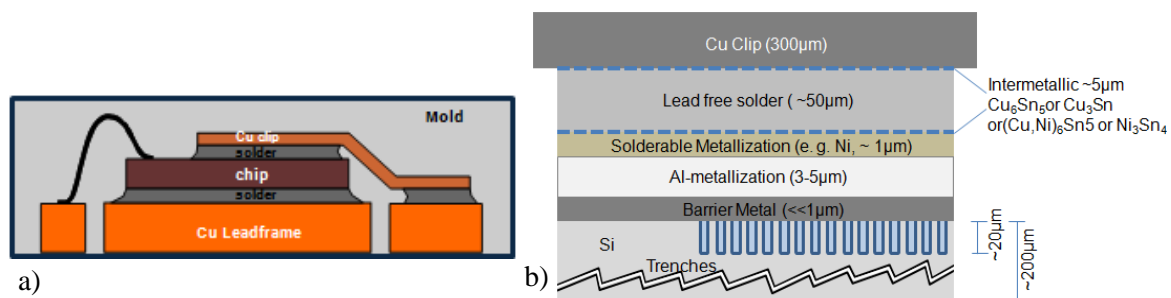 Mold
Cu clip
solder
chip
solder
Cu Leadframe
a)
b)
Cu Clip (300µm)
Lead free solder ( ~50µm)
Solderable Metallization (e. g. Ni, ~ 1µm)
Al-metallization (3-5µm)
Barrier Metal (<<1µm)
Si
Trenches
Intermetallic ~5µm
Cu6Sn5or Cu3Sn
or(Cu,Ni)6Sn5 or Ni3Sn4
~20µm
~200µm